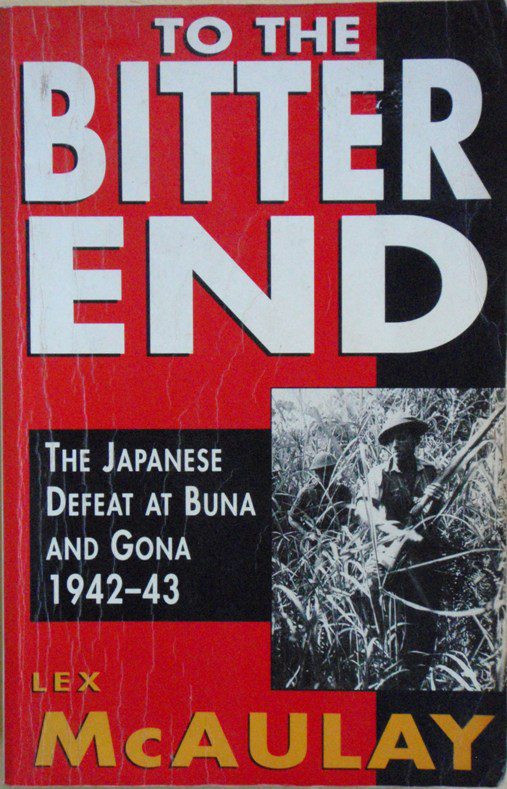 TO THE
BITTER
END
THE JAPANESE
DEFEAT AT BUNA
AND GONA
1942–43
LEX
MCAULAY